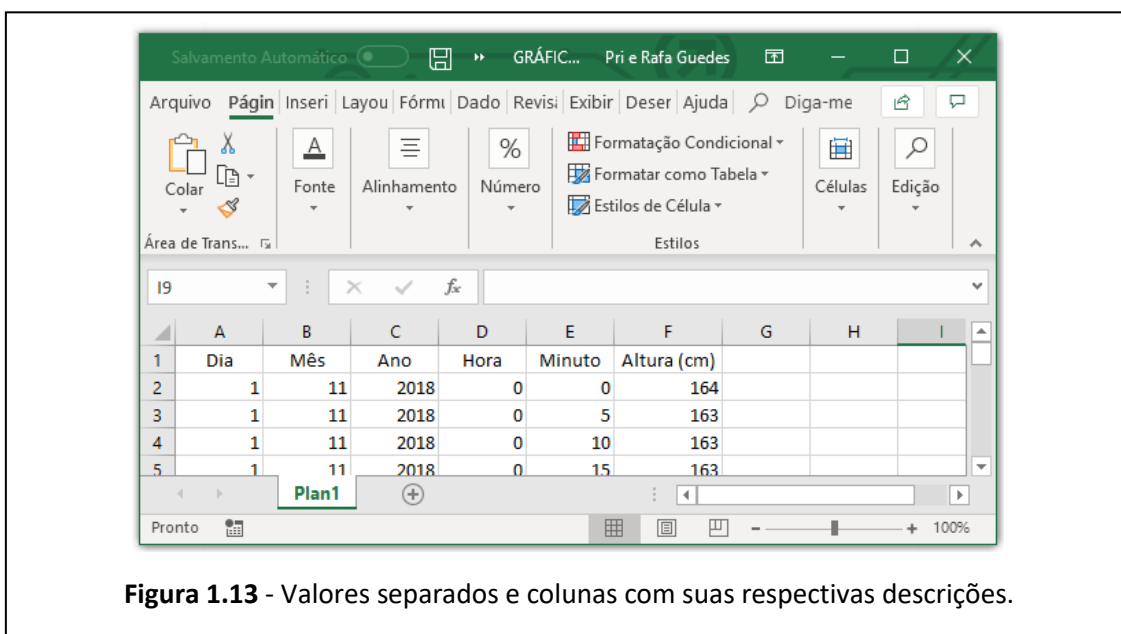 Salvamento Automático GRÁFIC... Pri e Rafa Guedes
Arquivo Págin Inseri Layou Fórmu Dado Revisi Exibir Deser Ajuda Diga-me
Colar
Fonte
Alinhamento
%
Número
Formatação Condicional
Formatar como Tabela
Estilos de Célula
Células
Edição
Área de Trans... Estilos
I9 fx
A B C D E F G H I
1 Dia Mês Ano Hora Minuto Altura (cm)
2 1 11 2018 0 0 164
3 1 11 2018 0 5 163
4 1 11 2018 0 10 163
5 1 11 2018 0 15 163
Plan1
Pronto 100%
Figura 1.13 - Valores separados e colunas com suas respectivas descrições.